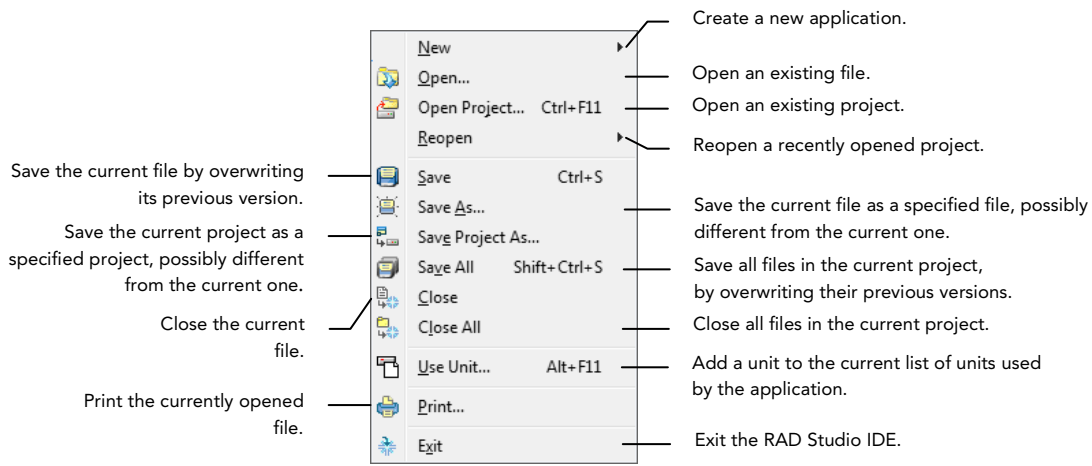 Create a new application.
New
Open...
Open an existing file.
Open Project... Ctrl+F11
Open an existing project.
Reopen
Reopen a recently opened project.
Save the current file by overwriting
its previous version.
Save Ctrl+S
Save As...
Save the current file as a specified file, possibly
different from the current one.
Save the current project as a
specified project, possibly different
from the current one.
Save Project As...
Save All Shift+Ctrl+S
Save all files in the current project,
by overwriting their previous versions.
Close
Close the current
file.
Close All
Close all files in the current project.
Use Unit... Alt+F11
Add a unit to the current list of units used
by the application.
Print the currently opened
file.
Print...
Exit
Exit the RAD Studio IDE.